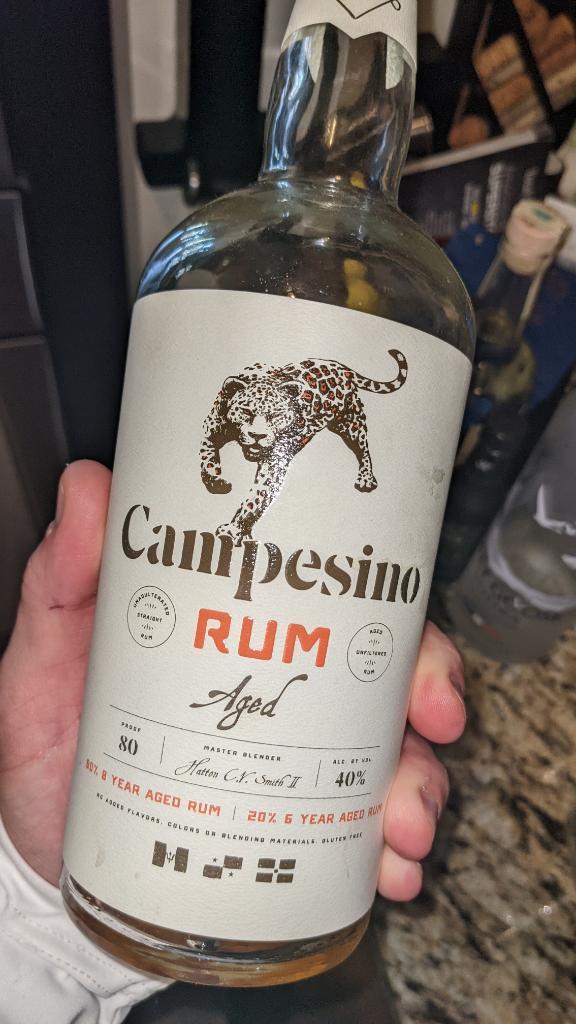 Campesino
RUM
UNADULTERATED
STRAIGHT
RUM
AGED
UNFILTERED
RUM
Aged
PROOF
80
MASTER BLENDER
Hatton C.V. Smith II
ALC. BY VOL
40%
80% 8 YEAR AGED RUM | 20% 6 YEAR AGED RUM
NO ADDED FLAVORS, COLORS OR BLENDING MATERIALS. GLUTEN FREE